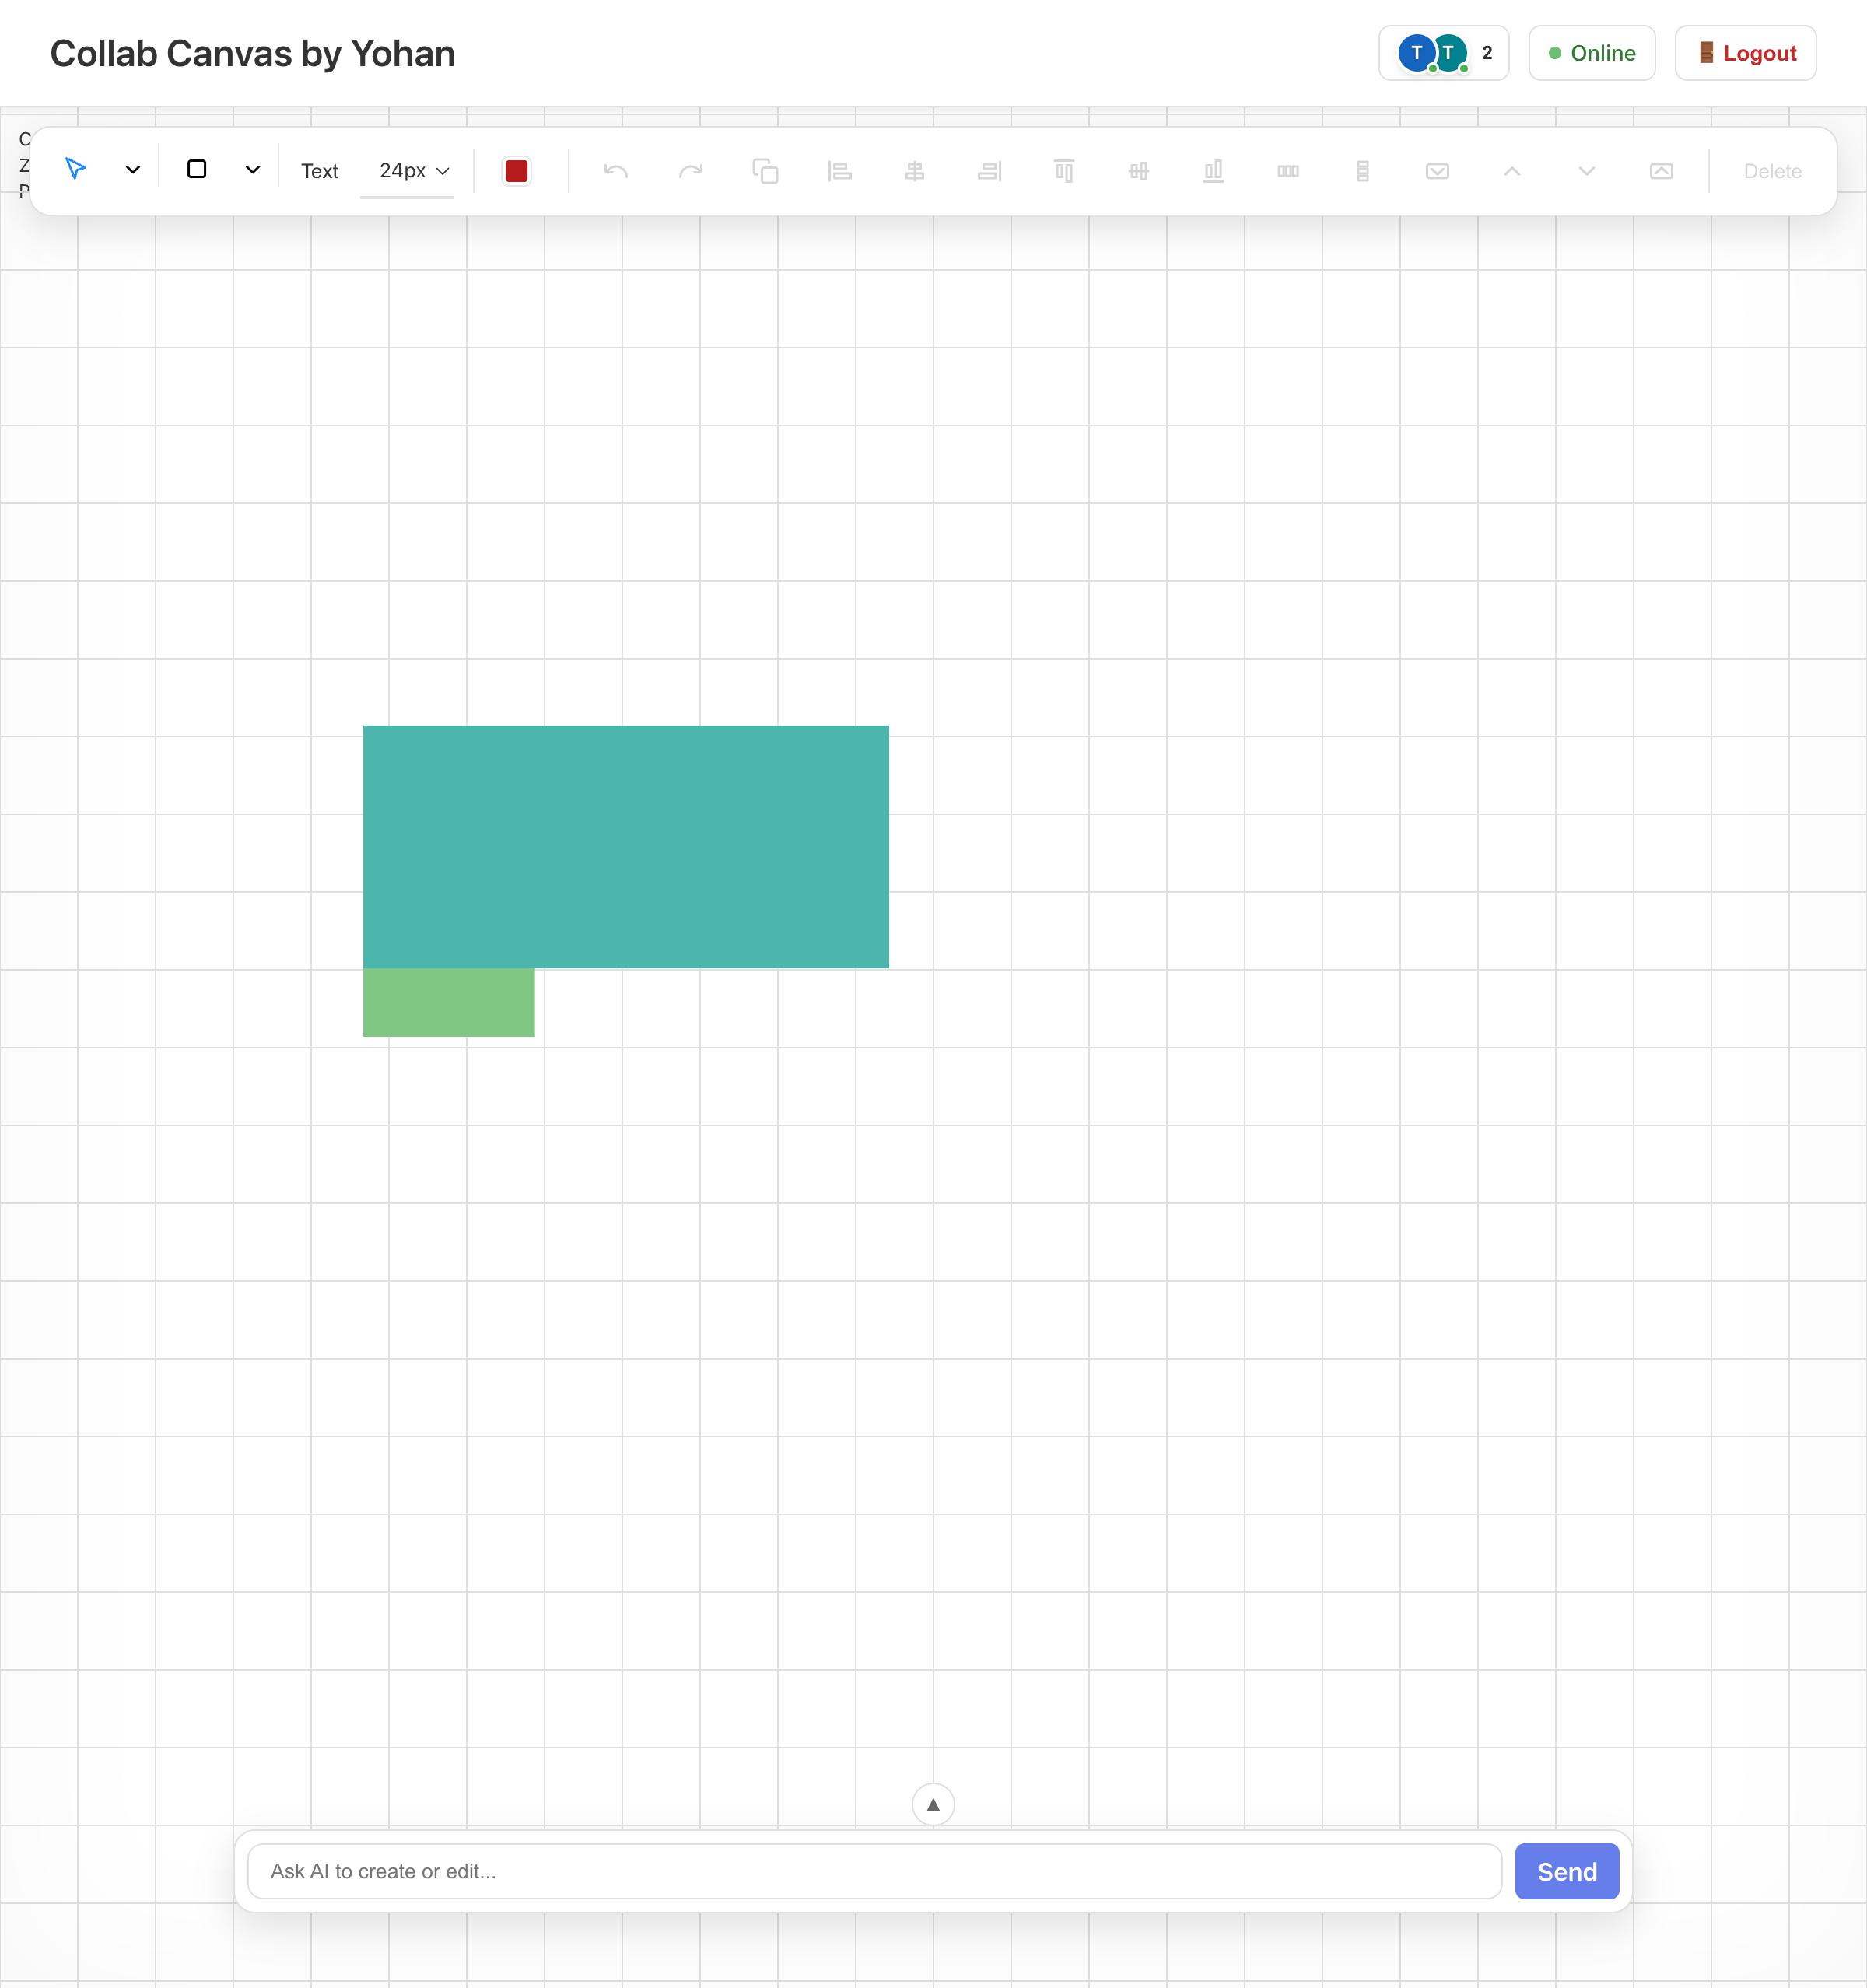 Collab Canvas by Yohan
T T 2
Online
Logout
Text
24px
Delete
Ask AI to create or edit...
Send